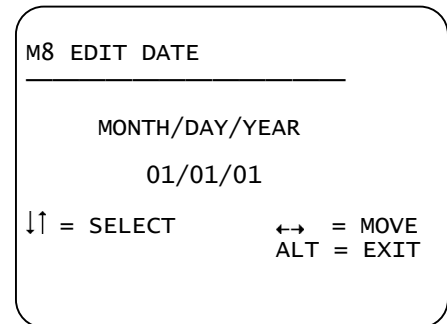 M8 EDIT DATE
MONTH/DAY/YEAR
01/01/01
↓↑ = SELECT ←→ = MOVE
ALT = EXIT